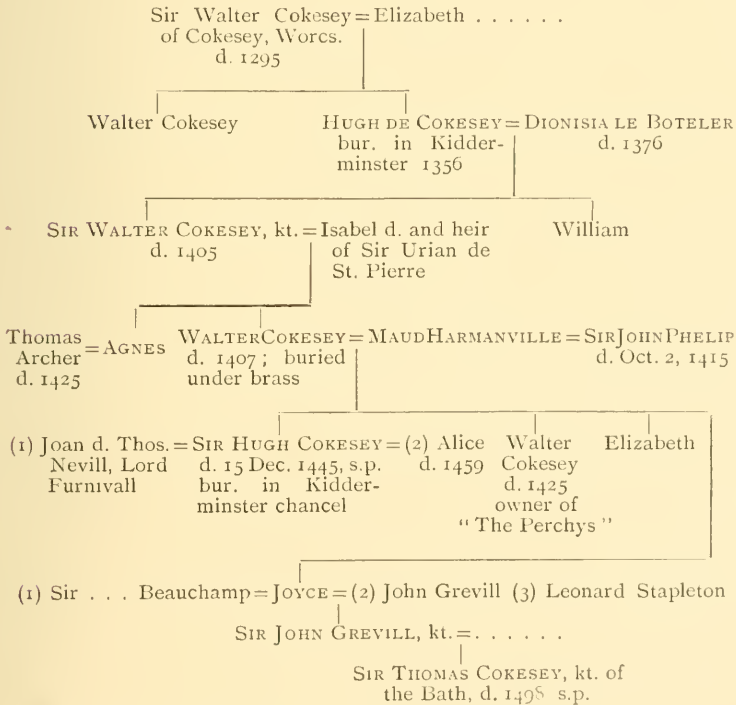 Sir Walter Cokesey = Elizabeth . . . . . .
of Cokesey, Worcs.
d. 1295
Walter Cokesey HUGH DE COKESEY = DIONISIA LE BOTELER
bur. in Kidder- d. 1376
minster 1356
SIR WALTER COKESEY, kt. = Isabel d. and heir William
d. 1405 of Sir Urian de
St. Pierre
Thomas = AGNES WALTER COKESEY = MAUD HARMANVILLE = SIR JOHN PHELIP
Archer d. 1407 ; buried d. Oct. 2, 1415
d. 1425 under brass
(1) Joan d. Thos. = SIR HUGH COKESEY = (2) Alice Walter Elizabeth
Nevill, Lord d. 15 Dec. 1445, s.p. d. 1459 Cokesey
Furnivall bur. in Kidder- d. 1425
minster chancel owner of
" The Perchys "
(1) Sir . . . Beauchamp = JOYCE = (2) John Grevill (3) Leonard Stapleton
SIR JOHN GREVILL, kt. = . . . . . .
SIR THOMAS COKESEY, kt. of
the Bath, d. 1498 s.p.